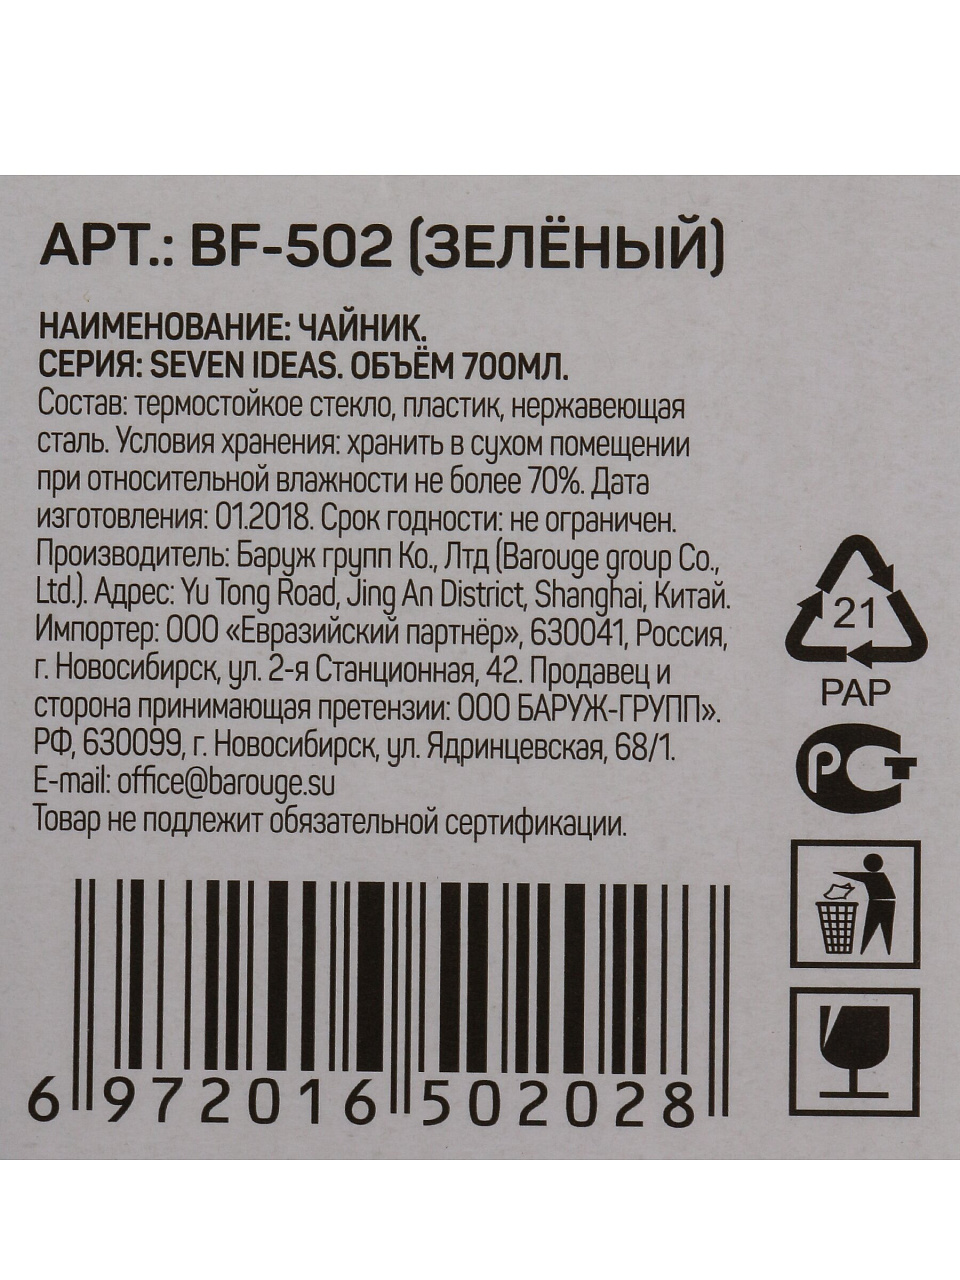 АРТ.: BF-502 (ЗЕЛЁНЫЙ)
НАИМЕНОВАНИЕ: ЧАЙНИК.
СЕРИЯ: SEVEN IDEAS. ОБЪЁМ 700МЛ.
Состав: термостойкое стекло, пластик, нержавеющая
сталь. Условия хранения: хранить в сухом помещении
при относительной влажности не более 70%. Дата
изготовления: 01.2018. Срок годности: не ограничен.
Производитель: Баруж групп Ко., Лтд (Barouge group Co.,
Ltd.). Адрес: Yu Tong Road, Jing An District, Shanghai, Китай.
Импортер: ООО «Евразийский партнёр», 630041, Россия,
г. Новосибирск, ул. 2-я Станционная, 42. Продавец и
сторона принимающая претензии: ООО БАРУЖ-ГРУПП».
РФ, 630099, г. Новосибирск, ул. Ядринцевская, 68/1.
E-mail: office@barouge.su
Товар не подлежит обязательной сертификации.
21
PAP
РСТ
6 972016 502028